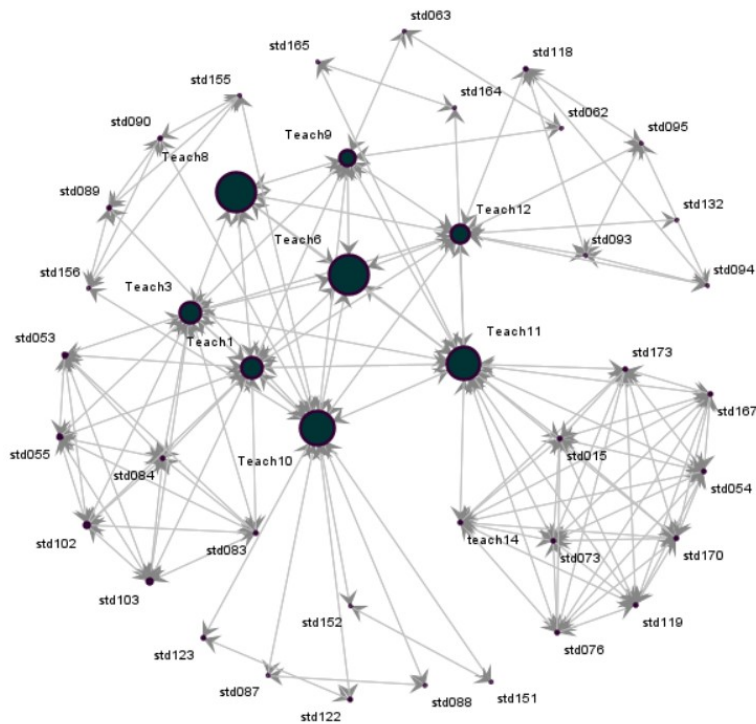 std063
std165
std118
std155
std164
std062
std090
Teach9
std095
Teach8
std089
Teach12
std132
Teach6
std093
std156
std094
Teach3
Teach11
std053
Teach1
std173
std167
std055
std084
Teach10
std015
std054
std102
std083
teach14
std073
std170
std103
std119
std152
std076
std123
std087
std122
std088
std151